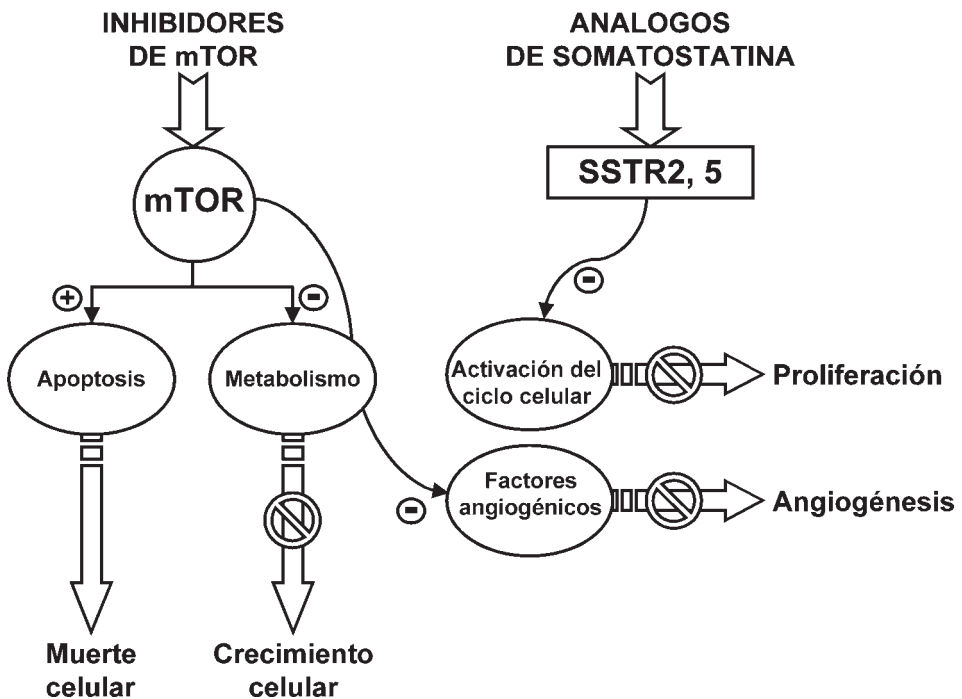 INHIBIDORES
DE mTOR
ANALOGOS
DE SOMATOSTATINA
mTOR
SSTR2, 5
+
-
-
Apoptosis
Metabolismo
Activación del
ciclo celular
Proliferación
-
Factores
angiogénicos
Angiogénesis
Muerte
celular
Crecimiento
celular